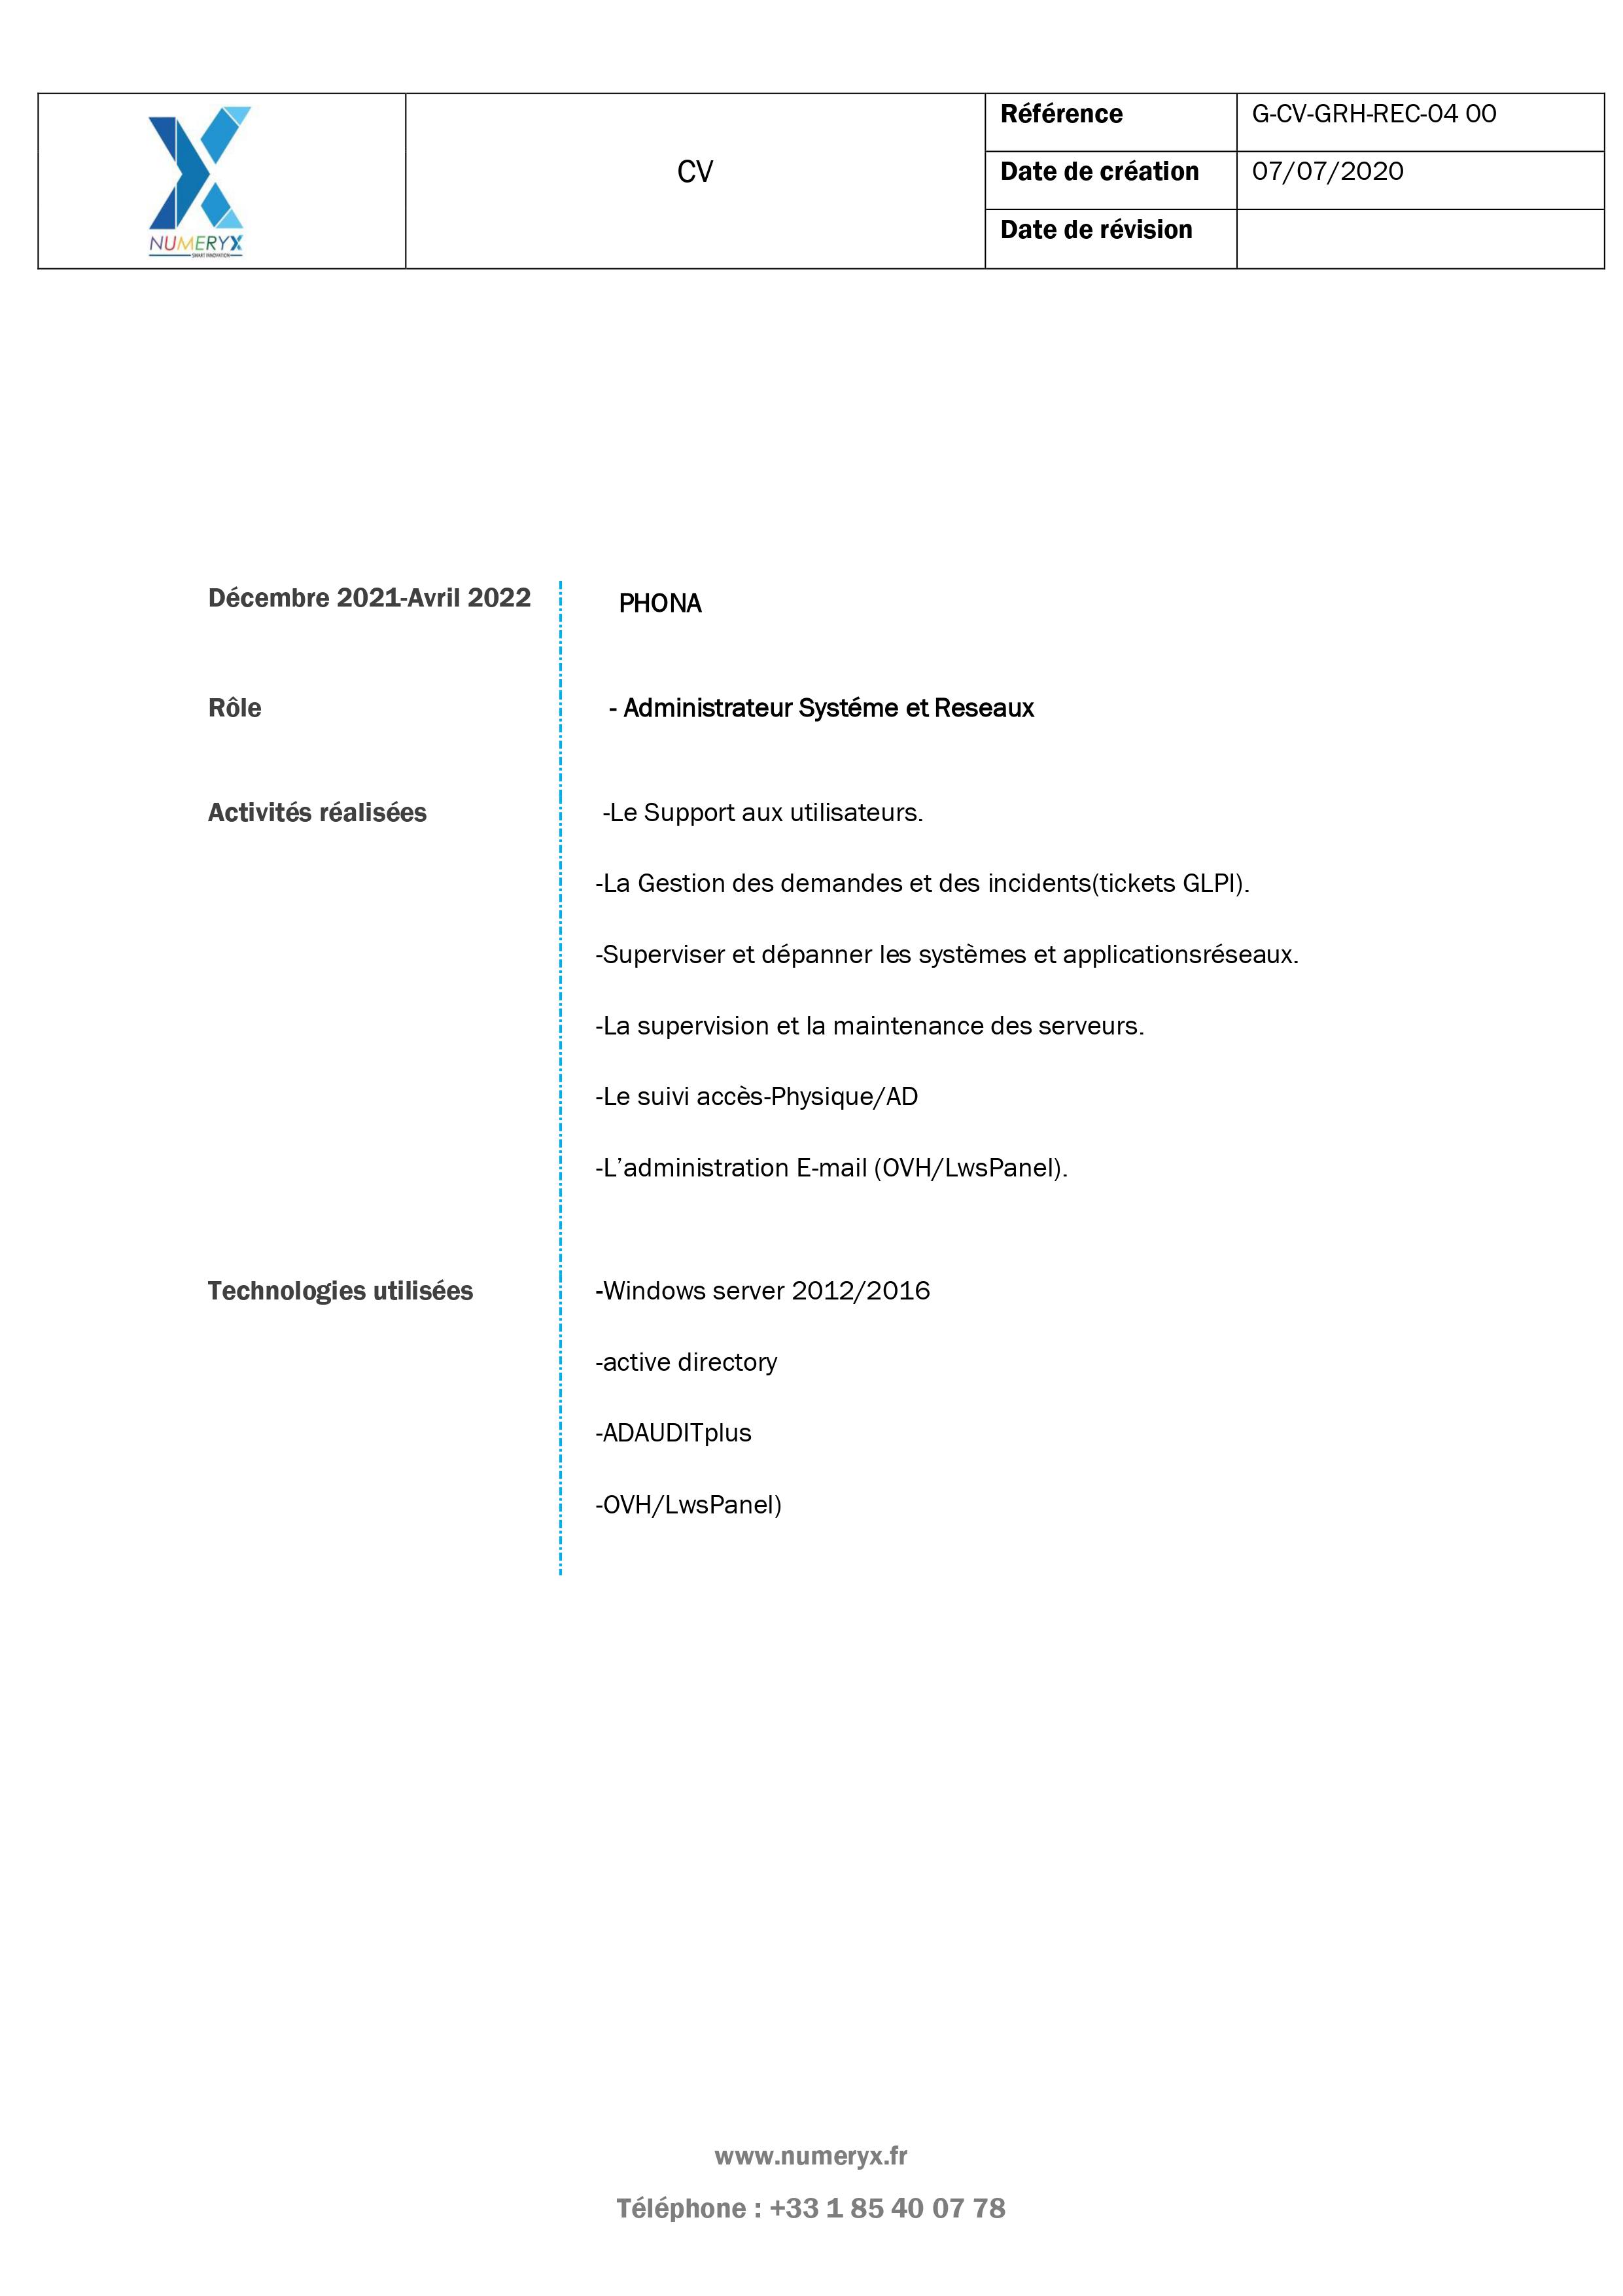 NUMERYX
SMART INNOVATION
CV
Référence
G-CV-GRH-REC-04 00
Date de création
07/07/2020
Date de révision
Décembre 2021-Avril 2022
PHONA
Rôle
- Administrateur Systéme et Reseaux
Activités réalisées
-Le Support aux utilisateurs.
-La Gestion des demandes et des incidents(tickets GLPI).
-Superviser et dépanner les systèmes et applicationsréseaux.
-La supervision et la maintenance des serveurs.
-Le suivi accès-Physique/AD
-L’administration E-mail (OVH/LwsPanel).
Technologies utilisées
-Windows server 2012/2016
-active directory
-ADAUDITplus
-OVH/LwsPanel)
www.numeryx.fr
Téléphone : +33 1 85 40 07 78